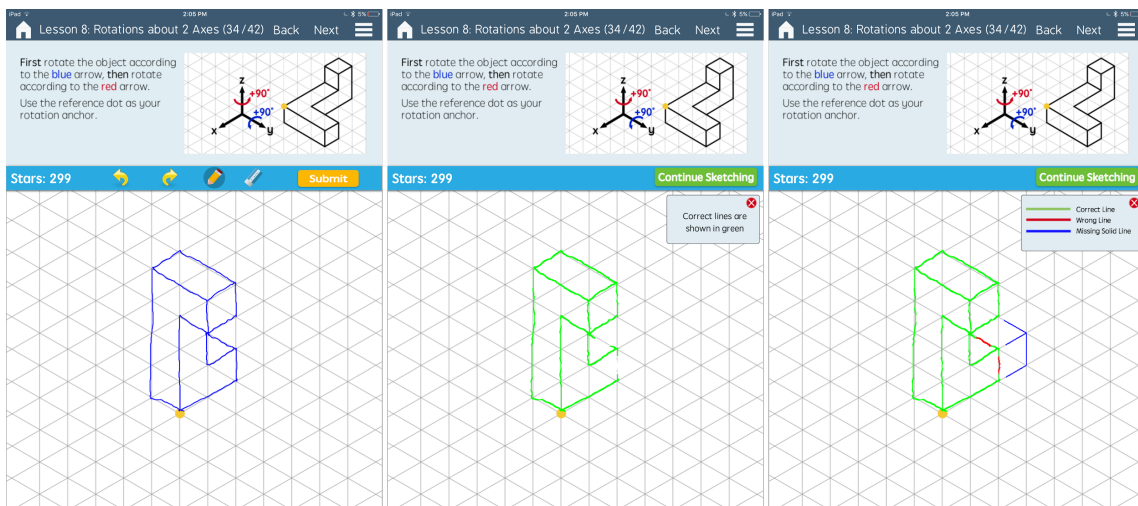 iPad 2:05 PM 5%
Lesson 8: Rotations about 2 Axes (34/42) Back Next
First rotate the object according
to the blue arrow, then rotate
according to the red arrow.
Use the reference dot as your
rotation anchor.
z
+90°
+90°
x
y
Stars: 299 Submit
iPad 2:05 PM 5%
Lesson 8: Rotations about 2 Axes (34/42) Back Next
First rotate the object according
to the blue arrow, then rotate
according to the red arrow.
Use the reference dot as your
rotation anchor.
z
+90°
+90°
x
y
Stars: 299 Continue Sketching
Correct lines are
shown in green
iPad 2:05 PM 5%
Lesson 8: Rotations about 2 Axes (34/42) Back Next
First rotate the object according
to the blue arrow, then rotate
according to the red arrow.
Use the reference dot as your
rotation anchor.
z
+90°
+90°
x
y
Stars: 299 Continue Sketching
Correct Line
Wrong Line
Missing Solid Line